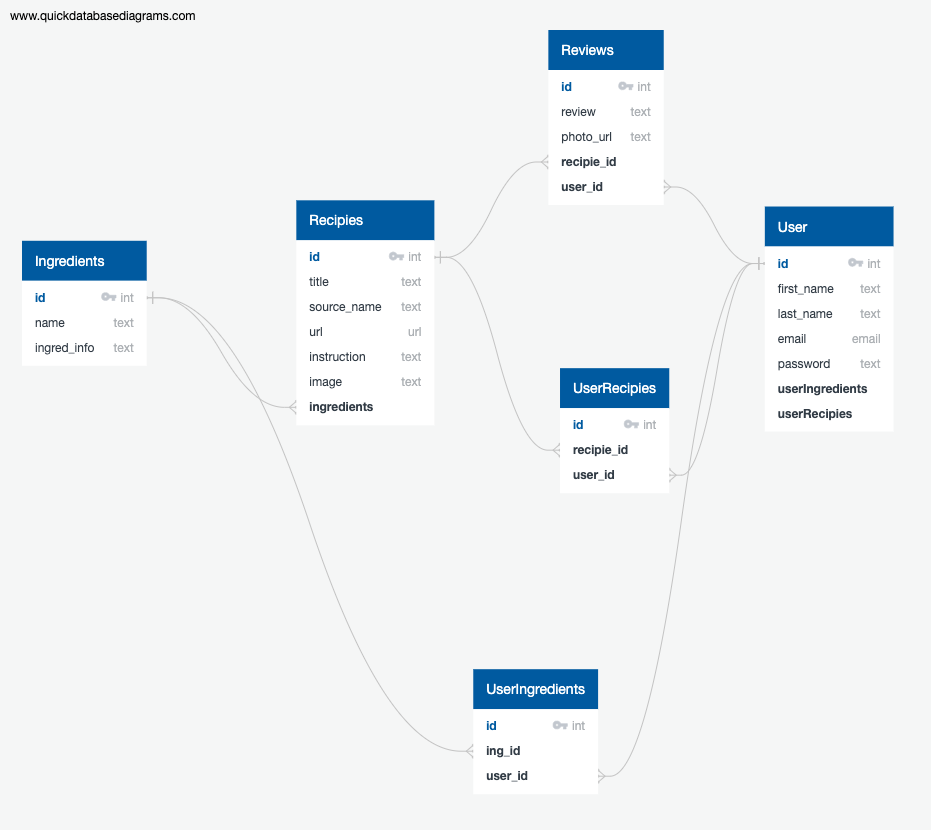 www.quickdatabasediagrams.com
Reviews
id int
review text
photo_url text
recipie_id
user_id
Recipies
id int
title text
source_name text
url url
instruction text
image text
ingredients
User
id int
first_name text
last_name text
email email
password text
userIngredients
userRecipies
Ingredients
id int
name text
ingred_info text
UserRecipies
id int
recipie_id
user_id
UserIngredients
id int
ing_id
user_id